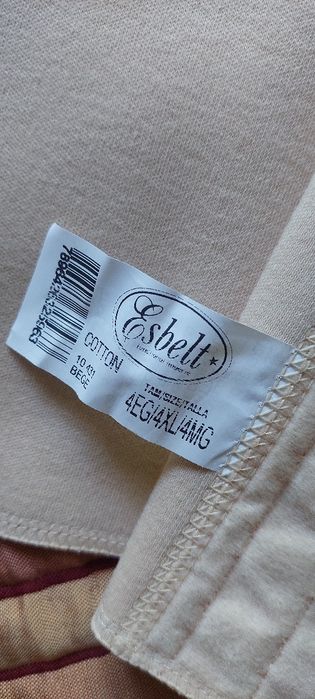 Esbelt
COTTON
10.431
BEGE
TAM/SIZE/TALLA
4EG/4XL/4MG